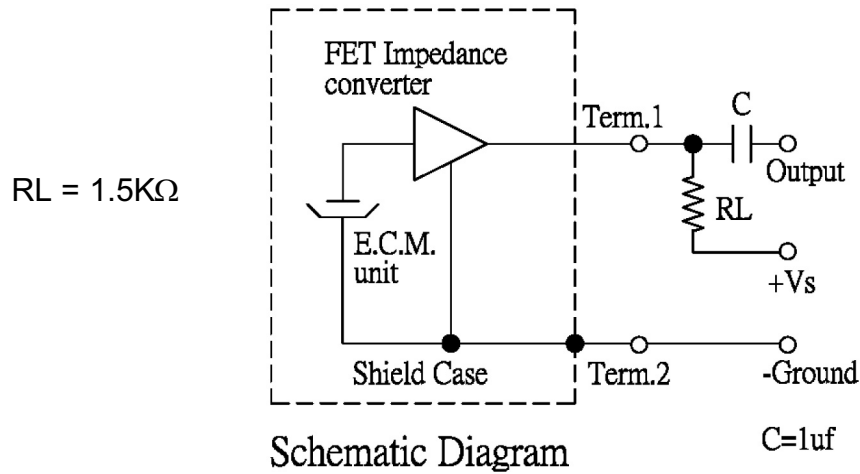 FET Impedance
converter
Term.1
C
Output
RL = 1.5KΩ
RL
E.C.M.
unit
+Vs
Shield Case
Term.2
-Ground
Schematic Diagram
C=1uf